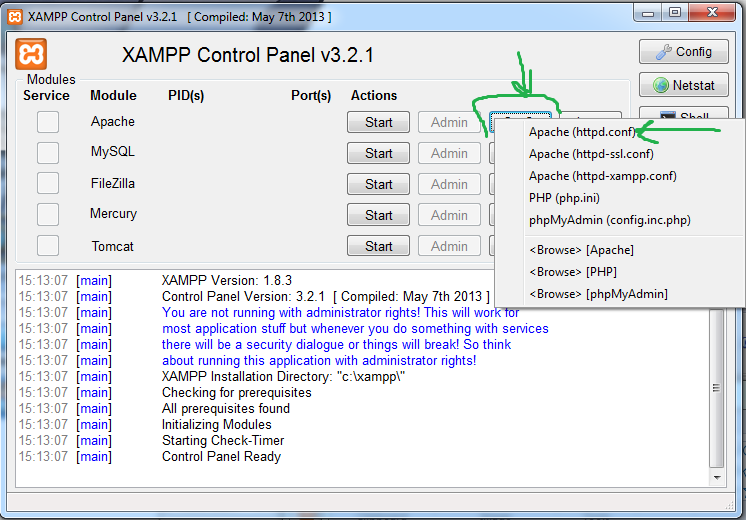 XAMPP Control Panel v3.2.1 [ Compiled: May 7th 2013 ]
XAMPP Control Panel v3.2.1
Config
Netstat
Shell
Modules
Service Module PID(s) Port(s) Actions
Apache Start Admin
MySQL Start Admin
FileZilla Start Admin
Mercury Start Admin
Tomcat Start Admin
Apache (httpd.conf)
Apache (httpd-ssl.conf)
Apache (httpd-xampp.conf)
PHP (php.ini)
phpMyAdmin (config.inc.php)
<Browse> [Apache]
<Browse> [PHP]
<Browse> [phpMyAdmin]
15:13:07 [main] XAMPP Version: 1.8.3
15:13:07 [main] Control Panel Version: 3.2.1 [ Compiled: May 7th 2013 ]
15:13:07 [main] You are not running with administrator rights! This will work for
15:13:07 [main] most application stuff but whenever you do something with services
15:13:07 [main] there will be a security dialogue or things will break! So think
15:13:07 [main] about running this application with administrator rights!
15:13:07 [main] XAMPP Installation Directory: "c:\xampp\"
15:13:07 [main] Checking for prerequisites
15:13:07 [main] All prerequisites found
15:13:07 [main] Initializing Modules
15:13:07 [main] Starting Check-Timer
15:13:07 [main] Control Panel Ready